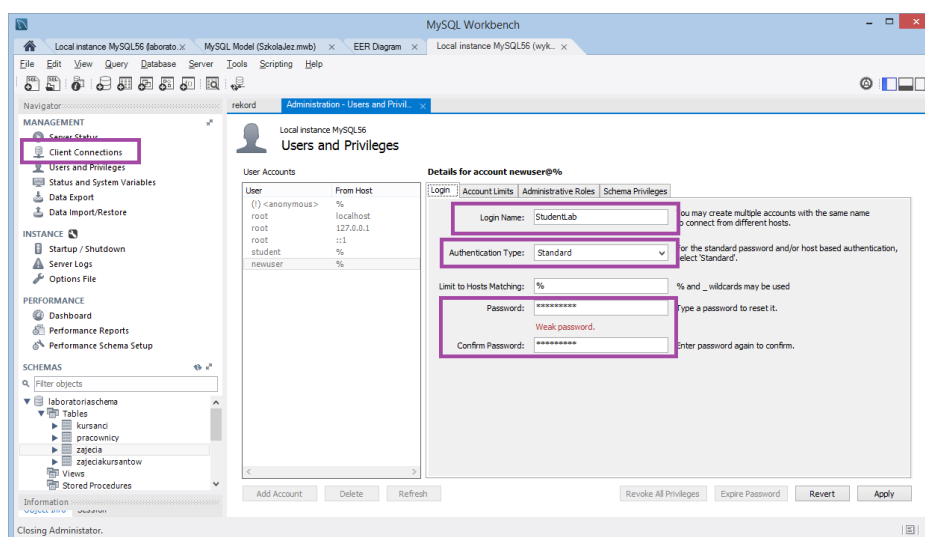 MySQL Workbench
Local instance MySQL56 (laborato.
MySQL Model (SzkolaJez.mwb)
EER Diagram
Local instance MySQL56 (wyk..
File Edit View Query Database Server Tools Scripting Help
Navigator
MANAGEMENT
Server Status
Client Connections
Users and Privileges
Status and System Variables
Data Export
Data Import/Restore
INSTANCE
Startup / Shutdown
Server Logs
Options File
PERFORMANCE
Dashboard
Performance Reports
Performance Schema Setup
SCHEMAS
Filter objects
laboratoriaschema
Tables
kursanci
pracownicy
zajecia
zajeciakursantow
Views
Stored Procedures
Information
Object Info Session
Closing Administator.
rekord
Administration - Users and Privil..
Local instance MySQL56
Users and Privileges
User Accounts
User From Host
(!) <anonymous> %
root localhost
root 127.0.0.1
root ::1
student %
newuser %
Add Account Delete Refresh
Details for account newuser@%
Login Account Limits Administrative Roles Schema Privileges
Login Name: StudentLab
You may create multiple accounts with the same name
to connect from different hosts.
Authentication Type: Standard
For the standard password and/or host based authentication,
select 'Standard'.
Limit to Hosts Matching: % % and _ wildcards may be used
Password: ********* Type a password to reset it.
Weak password.
Confirm Password: ********* Enter password again to confirm.
Revoke All Privileges Expire Password Revert Apply